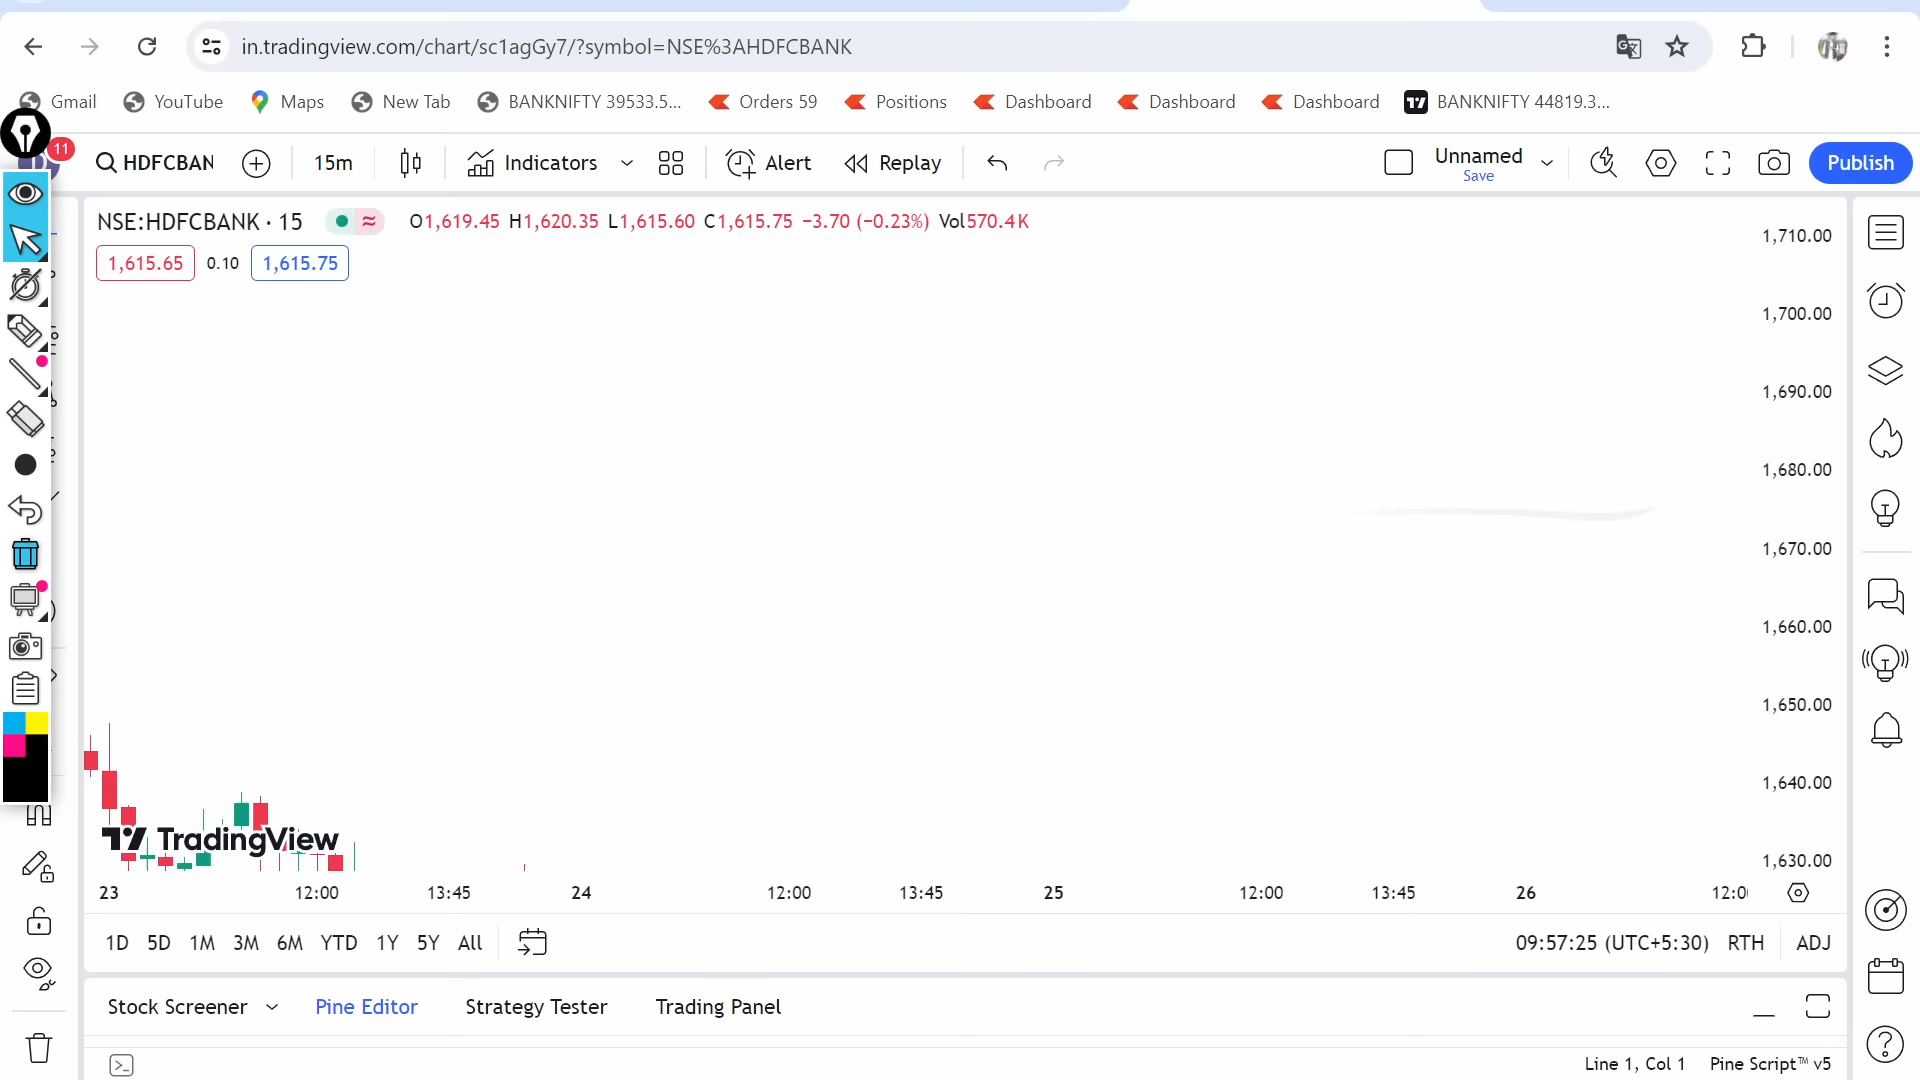 in.tradingview.com/chart/sc1agGy7/?symbol=NSE%3AHDFCBANK
Gmail YouTube Maps New Tab BANKNIFTY 39533.5... Orders 59 Positions Dashboard Dashboard Dashboard BANKNIFTY 44819.3...
11 HDFCBAN 15m Indicators Alert Replay Unnamed Save Publish
NSE:HDFCBANK · 15 O1,619.45 H1,620.35 L1,615.60 C1,615.75 −3.70 (−0.23%) Vol570.4K
1,615.65 0.10 1,615.75
1,710.00
1,700.00
1,690.00
1,680.00
1,670.00
1,660.00
1,650.00
1,640.00
1,630.00
TradingView
23 12:00 13:45 24 12:00 13:45 25 12:00 13:45 26 12:0
1D 5D 1M 3M 6M YTD 1Y 5Y All 09:57:25 (UTC+5:30) RTH ADJ
Stock Screener Pine Editor Strategy Tester Trading Panel
Line 1, Col 1 Pine Script™ v5